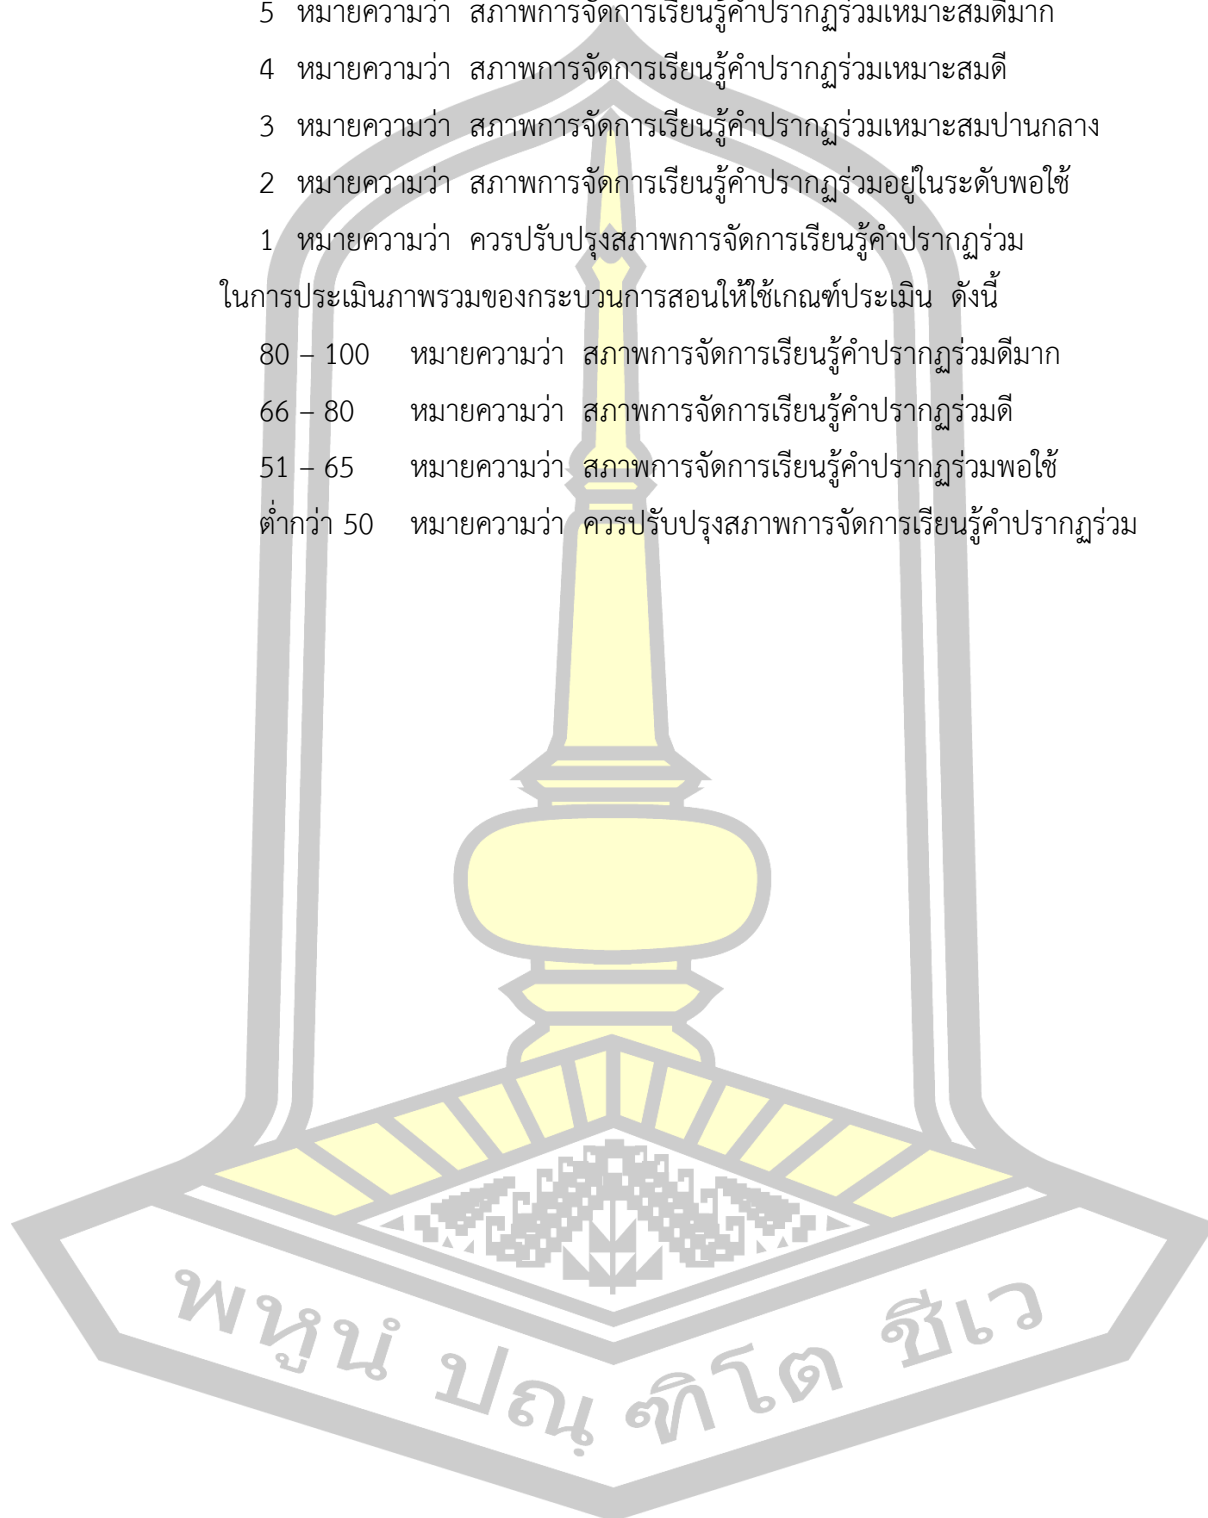 5 หมายความว่า สภาพการจัดการเรียนรู้คำปรากฏร่วมเหมาะสมดีมาก
4 หมายความว่า สภาพการจัดการเรียนรู้คำปรากฏร่วมเหมาะสมดี
3 หมายความว่า สภาพการจัดการเรียนรู้คำปรากฏร่วมเหมาะสมปานกลาง
2 หมายความว่า สภาพการจัดการเรียนรู้คำปรากฏร่วมอยู่ในระดับพอใช้
1 หมายความว่า ควรปรับปรุงสภาพการจัดการเรียนรู้คำปรากฏร่วม
ในการประเมินภาพรวมของกระบวนการสอนให้ใช้เกณฑ์ประเมิน ดังนี้
80 – 100 หมายความว่า สภาพการจัดการเรียนรู้คำปรากฏร่วมดีมาก
66 – 80 หมายความว่า สภาพการจัดการเรียนรู้คำปรากฏร่วมดี
51 – 65 หมายความว่า สภาพการจัดการเรียนรู้คำปรากฏร่วมพอใช้
ต่ำกว่า 50 หมายความว่า ควรปรับปรุงสภาพการจัดการเรียนรู้คำปรากฏร่วม
พหูนํ ปณฺฑิโต ชีเว